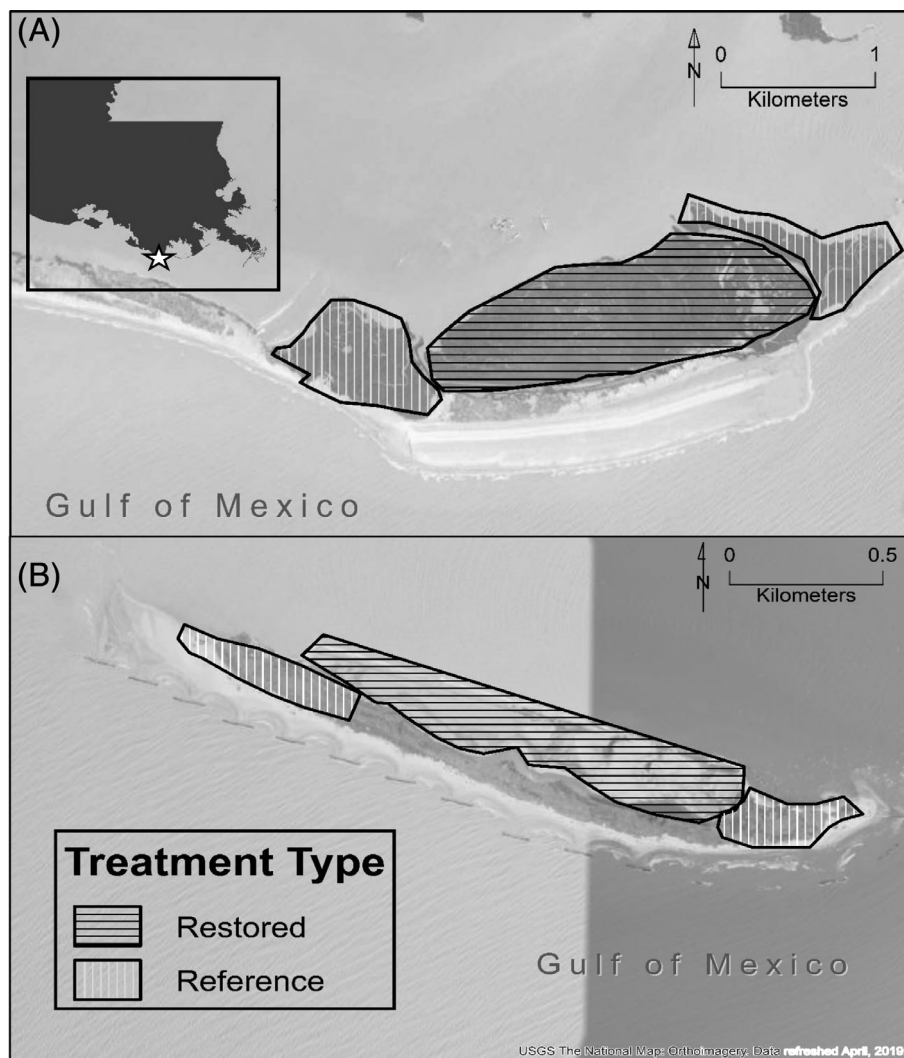 (A)
N
0 1
Kilometers
Gulf of Mexico
(B)
N
0 0.5
Kilometers
Treatment Type
Restored
Reference
Gulf of Mexico
USGS The National Map: Orthoimagery. Data refreshed April, 2019